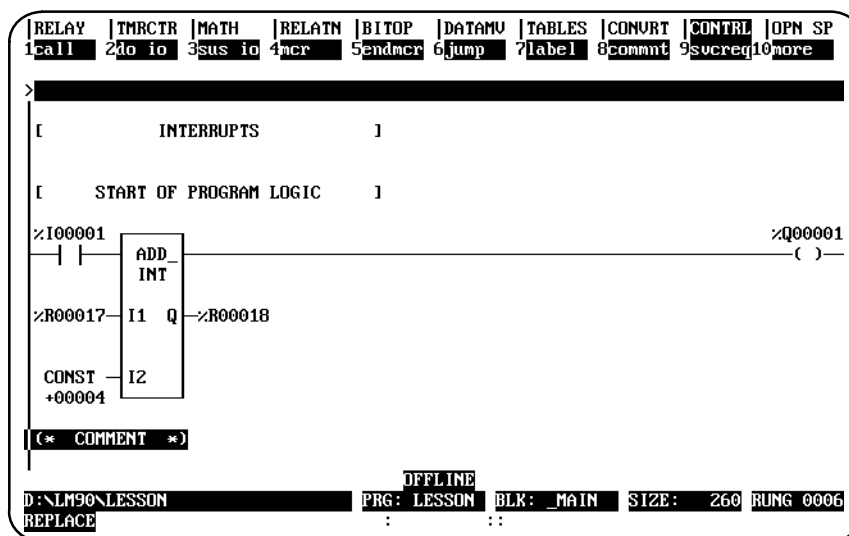 |RELAY |TMRCTR |MATH |RELATN |BITOP |DATAMV |TABLES |CONVRT |CONTRL |OPN SP
1call 2do io 3sus io 4mcr 5endmcr 6jump 7label 8commnt 9svcreq 10more
>
[ INTERRUPTS ]
[ START OF PROGRAM LOGIC ]
%I00001 %Q00001
ADD_ ( )
INT
%R00017 I1 Q %R00018
CONST I2
+00004
(* COMMENT *)
OFFLINE
D:\LM90\LESSON PRG: LESSON BLK: _MAIN SIZE: 260 RUNG 0006
REPLACE : ::